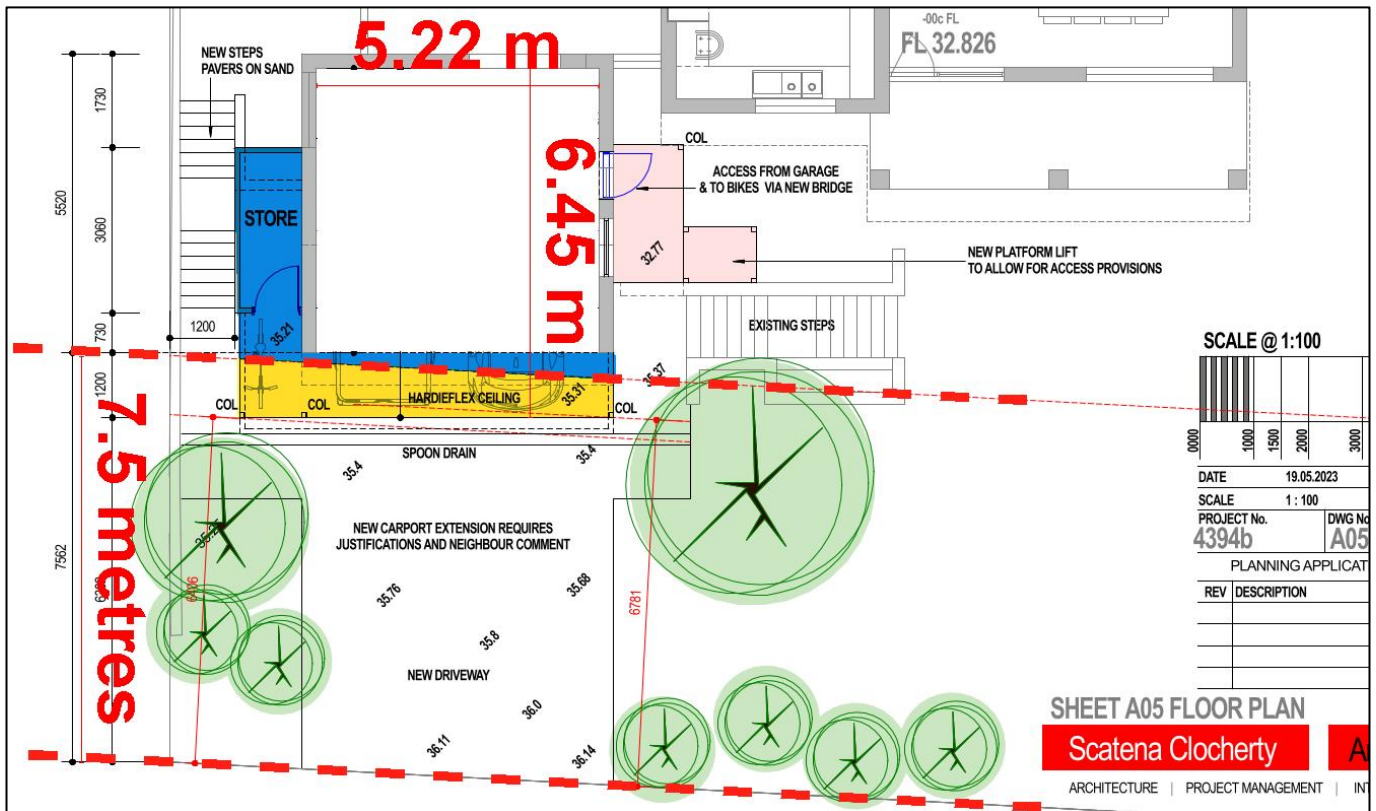 5.22 m
-00c FL
FL 32.826
NEW STEPS
PAVERS ON SAND
1730
COL
6.45 m
ACCESS FROM GARAGE
& TO BIKES VIA NEW BRIDGE
5520
3060
STORE
32.77
NEW PLATFORM LIFT
TO ALLOW FOR ACCESS PROVISIONS
1200
35.21
EXISTING STEPS
730
SCALE @ 1:100
1200
35.37
35.31
HARDIEFLEX CEILING
COL
COL
COL
0000
1000
1500
2000
3000
7.5 metres
SPOON DRAIN
35.4
35.4
DATE 19.05.2023
SCALE 1 : 100
NEW CARPORT EXTENSION REQUIRES
JUSTIFICATIONS AND NEIGHBOUR COMMENT
PROJECT No.
DWG No
4394b
A05
7562
PLANNING APPLICAT
35.76
35.68
6781
REV DESCRIPTION
35.8
NEW DRIVEWAY
36.0
36.11
36.14
SHEET A05 FLOOR PLAN
Scatena Clocherty
ARCHITECTURE | PROJECT MANAGEMENT | INT